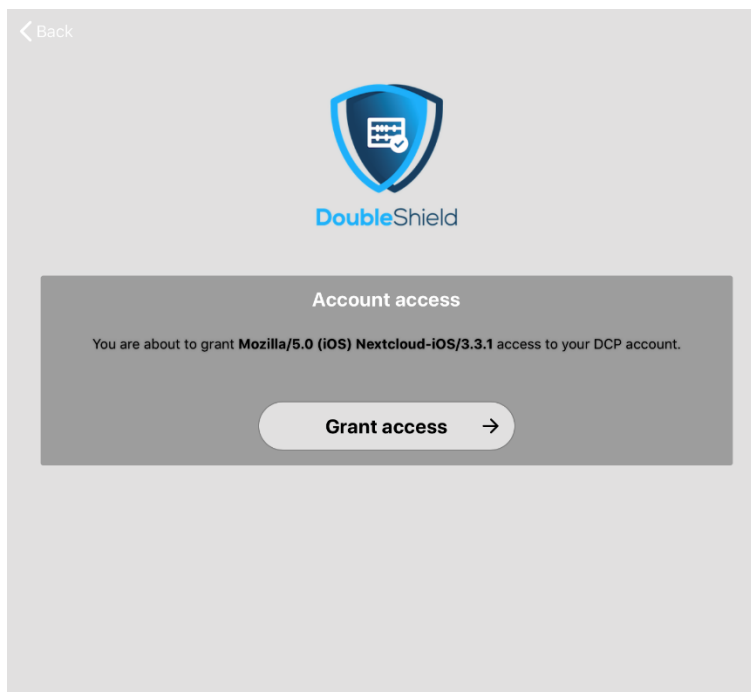 Back
DoubleShield
Account access
You are about to grant Mozilla/5.0 (iOS) Nextcloud-iOS/3.3.1 access to your DCP account.
Grant access →